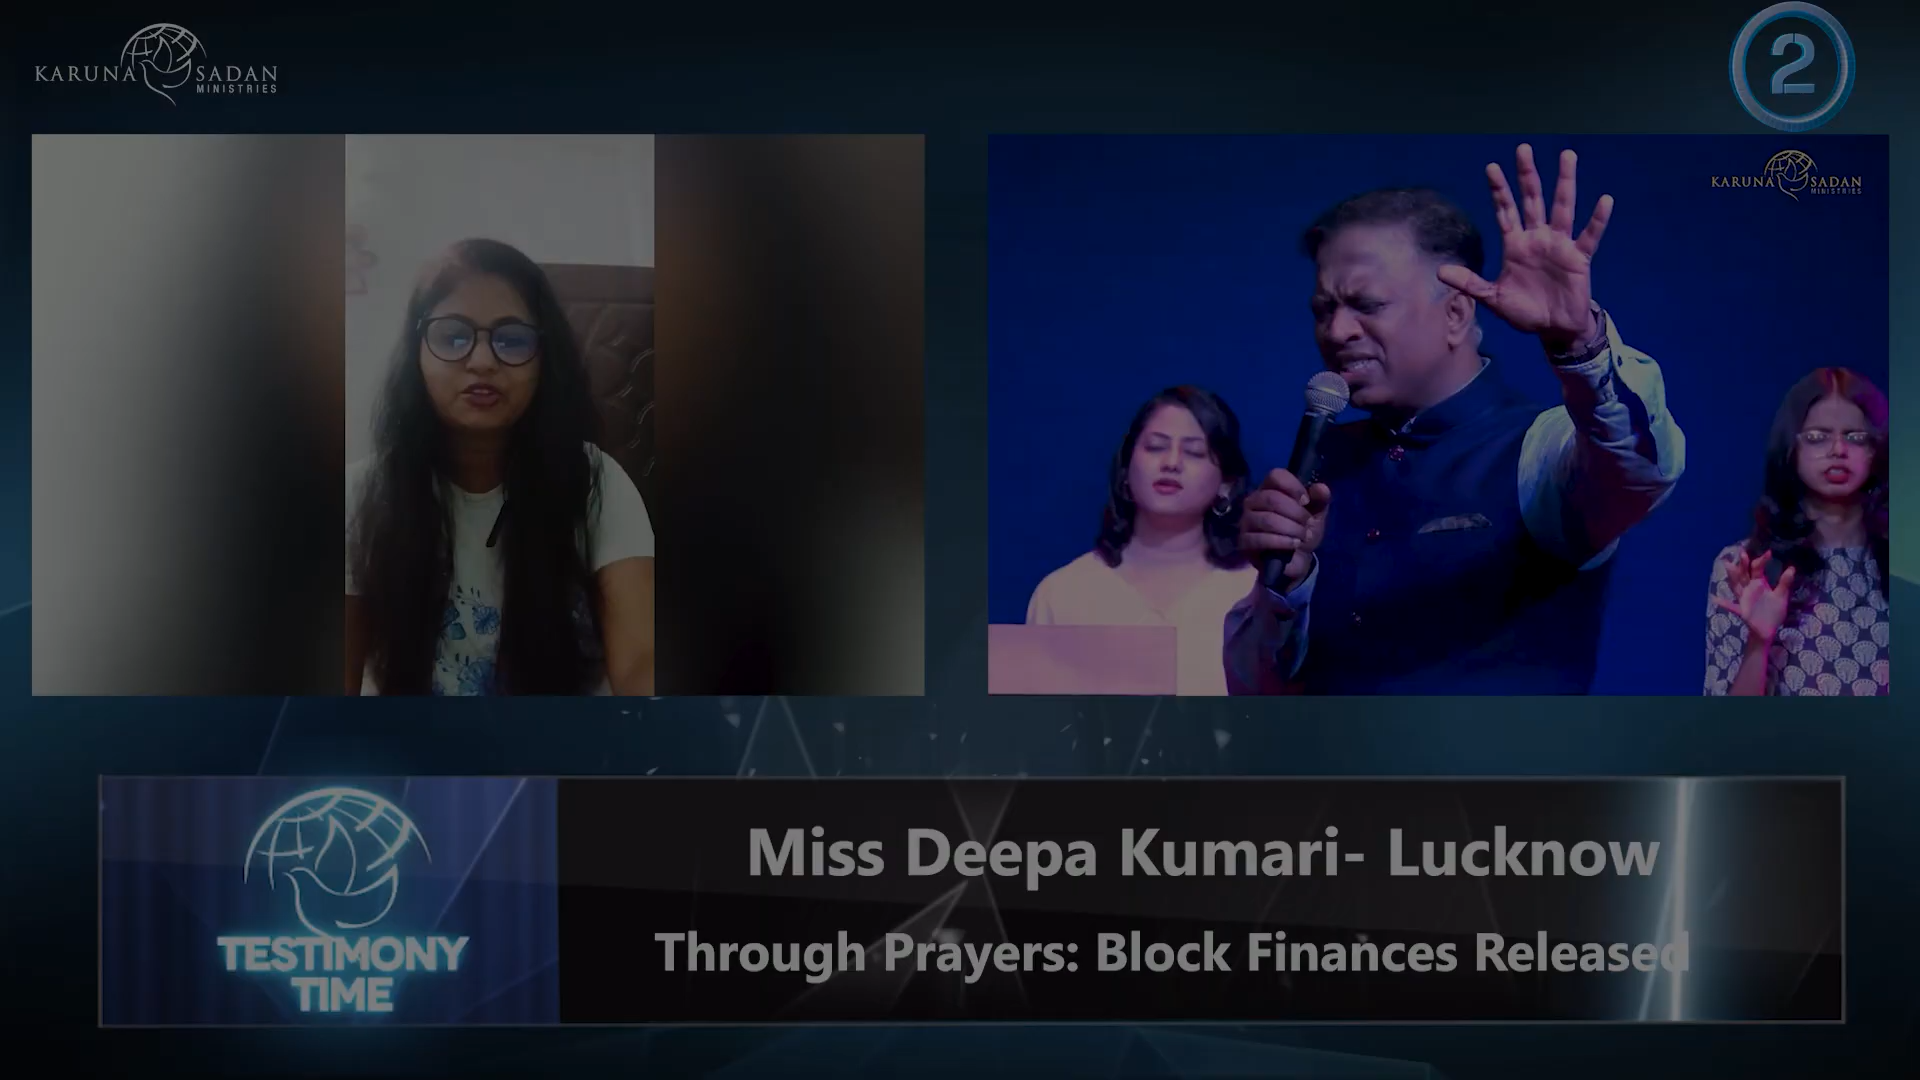 KARUNA SADAN
MINISTRIES
2
KARUNA SADAN
MINISTRIES
Miss Deepa Kumari- Lucknow
Through Prayers: Block Finances Released
TESTIMONY
TIME